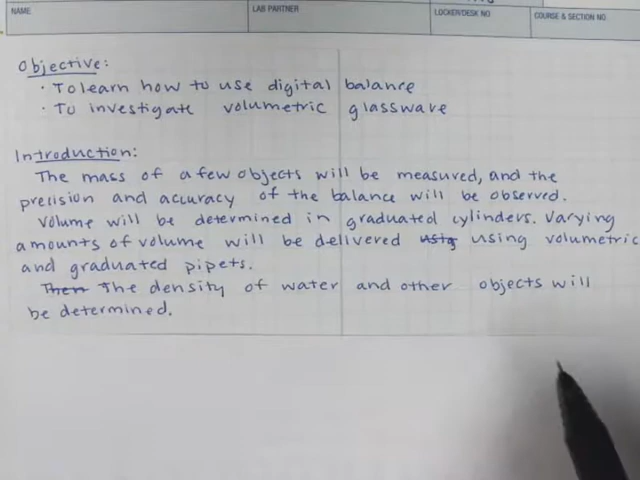 NAME
LAB PARTNER
LOCKER/DESK NO
COURSE & SECTION NO.
Objective:
· To learn how to use digital balance
· To investigate volumetric glassware
Introduction:
The mass of a few objects will be measured, and the
precision and accuracy of the balance will be observed.
Volume will be determined in graduated cylinders. Varying
amounts of volume will be delivered using using volumetric
and graduated pipets.
Then The density of water and other objects will
be determined.